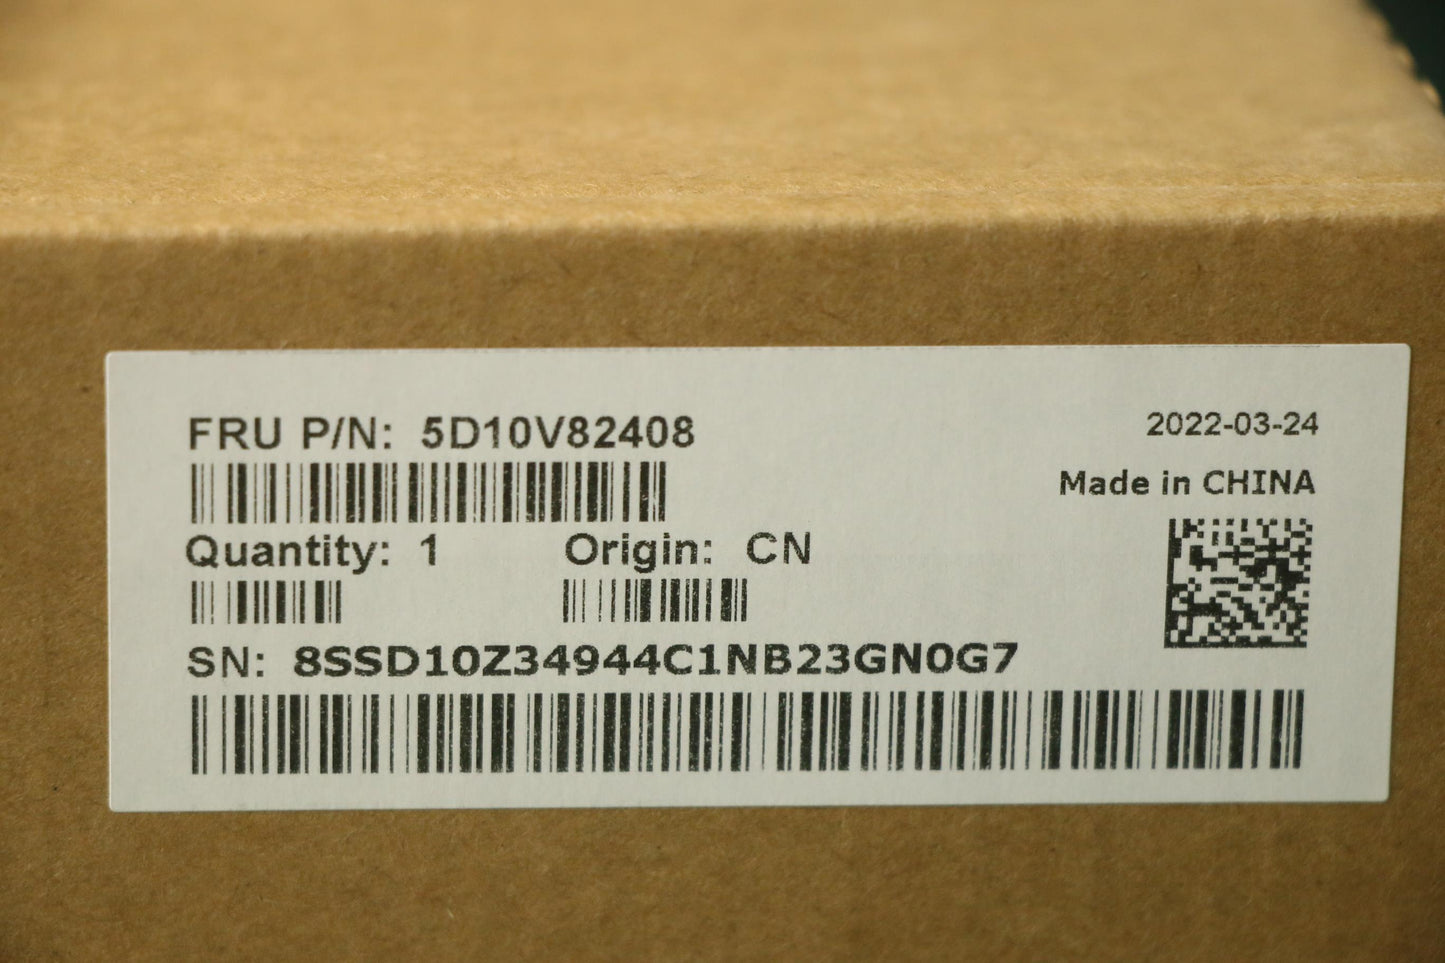 FRU P/N: 5D10V82408
2022-03-24
Made in CHINA
Quantity: 1 Origin: CN
SN: 8SSD10Z34944C1NB23GN0G7